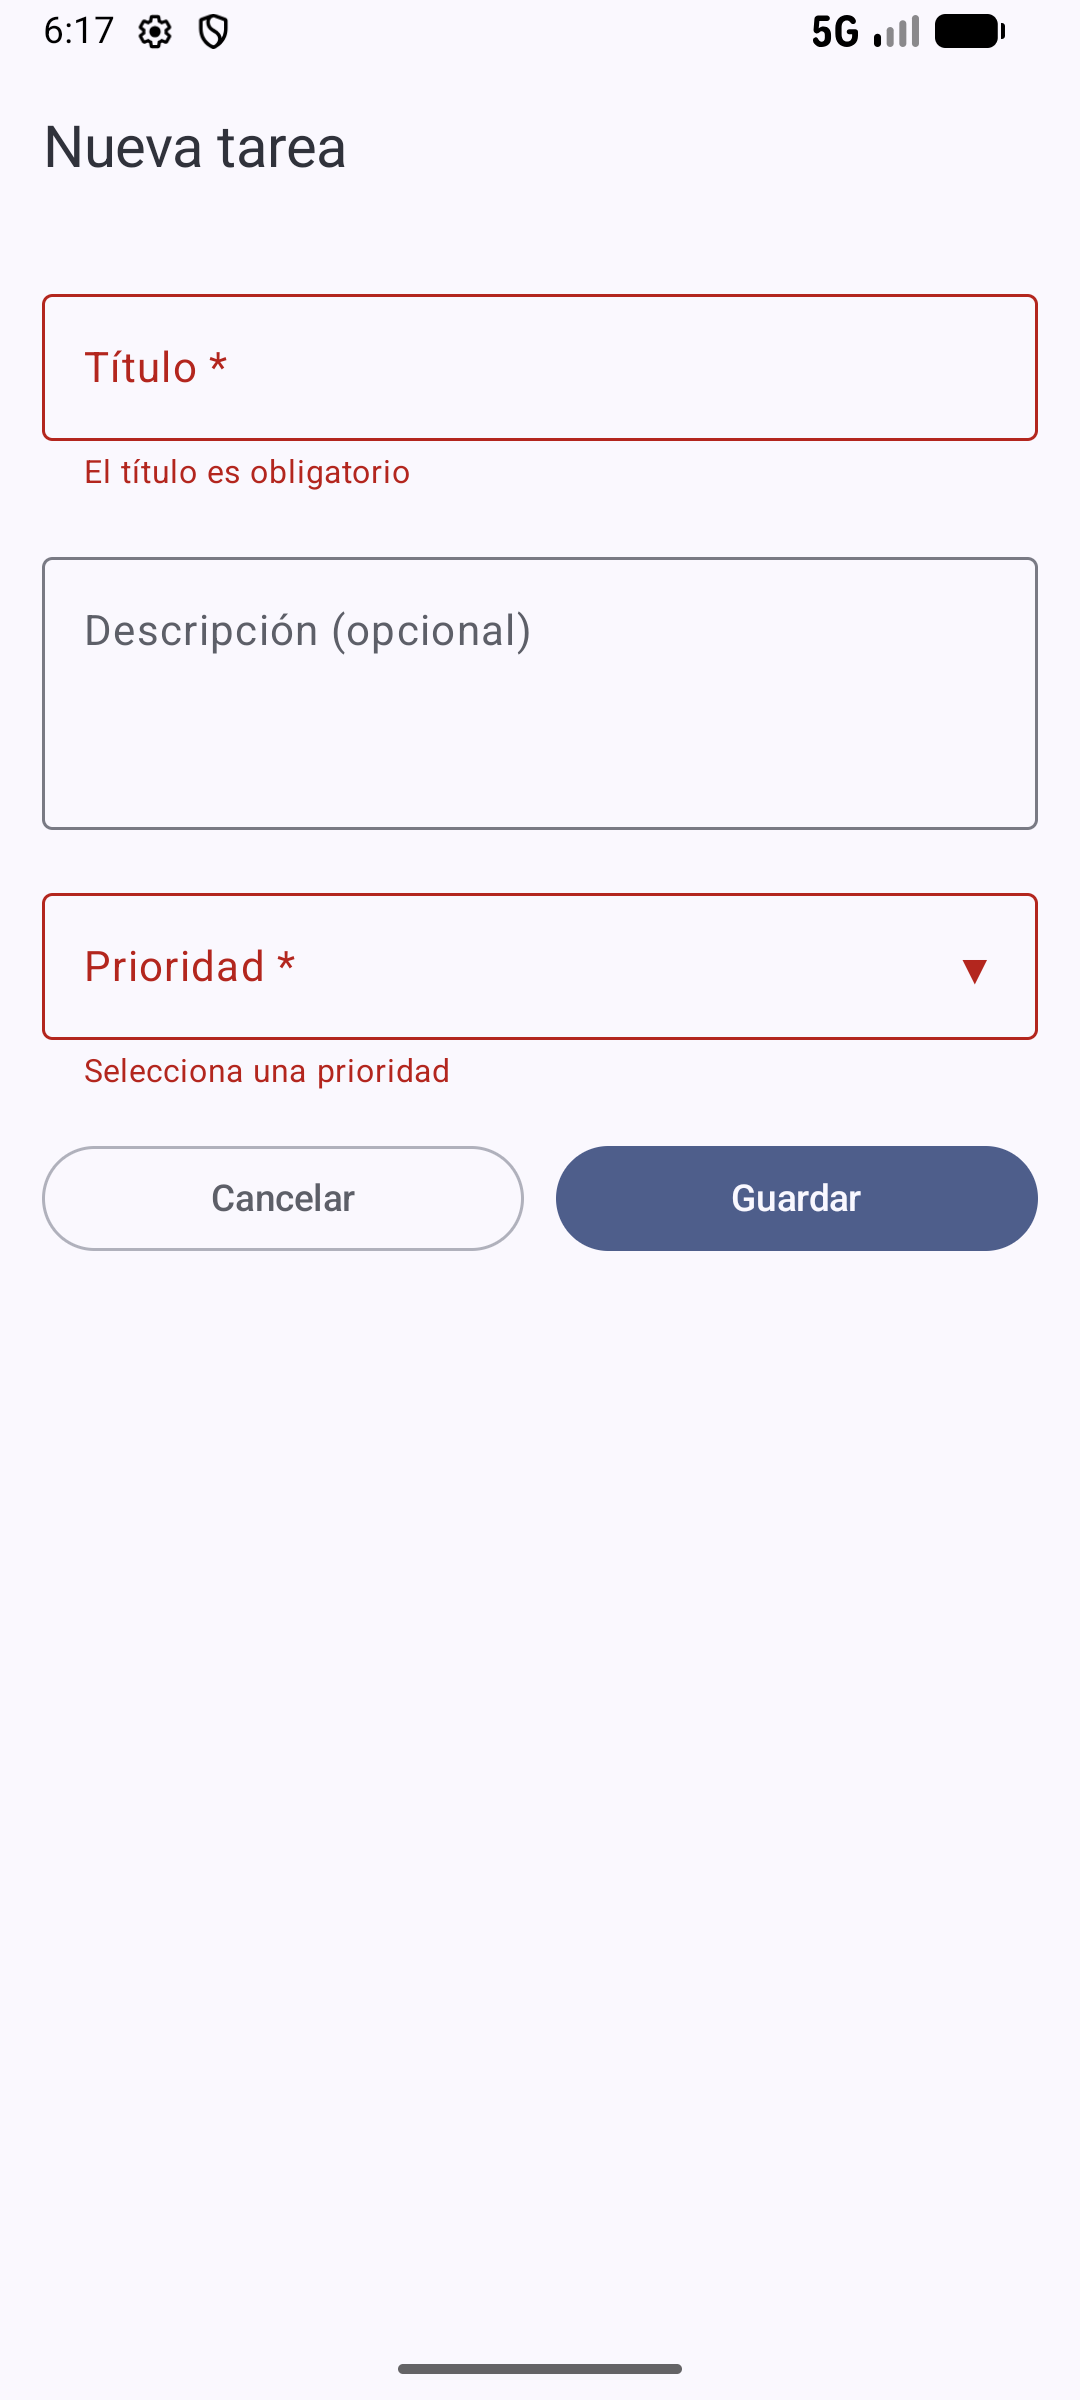 6:17
5G
Nueva tarea
Título *
El título es obligatorio
Descripción (opcional)
Prioridad *
Selecciona una prioridad
Cancelar
Guardar